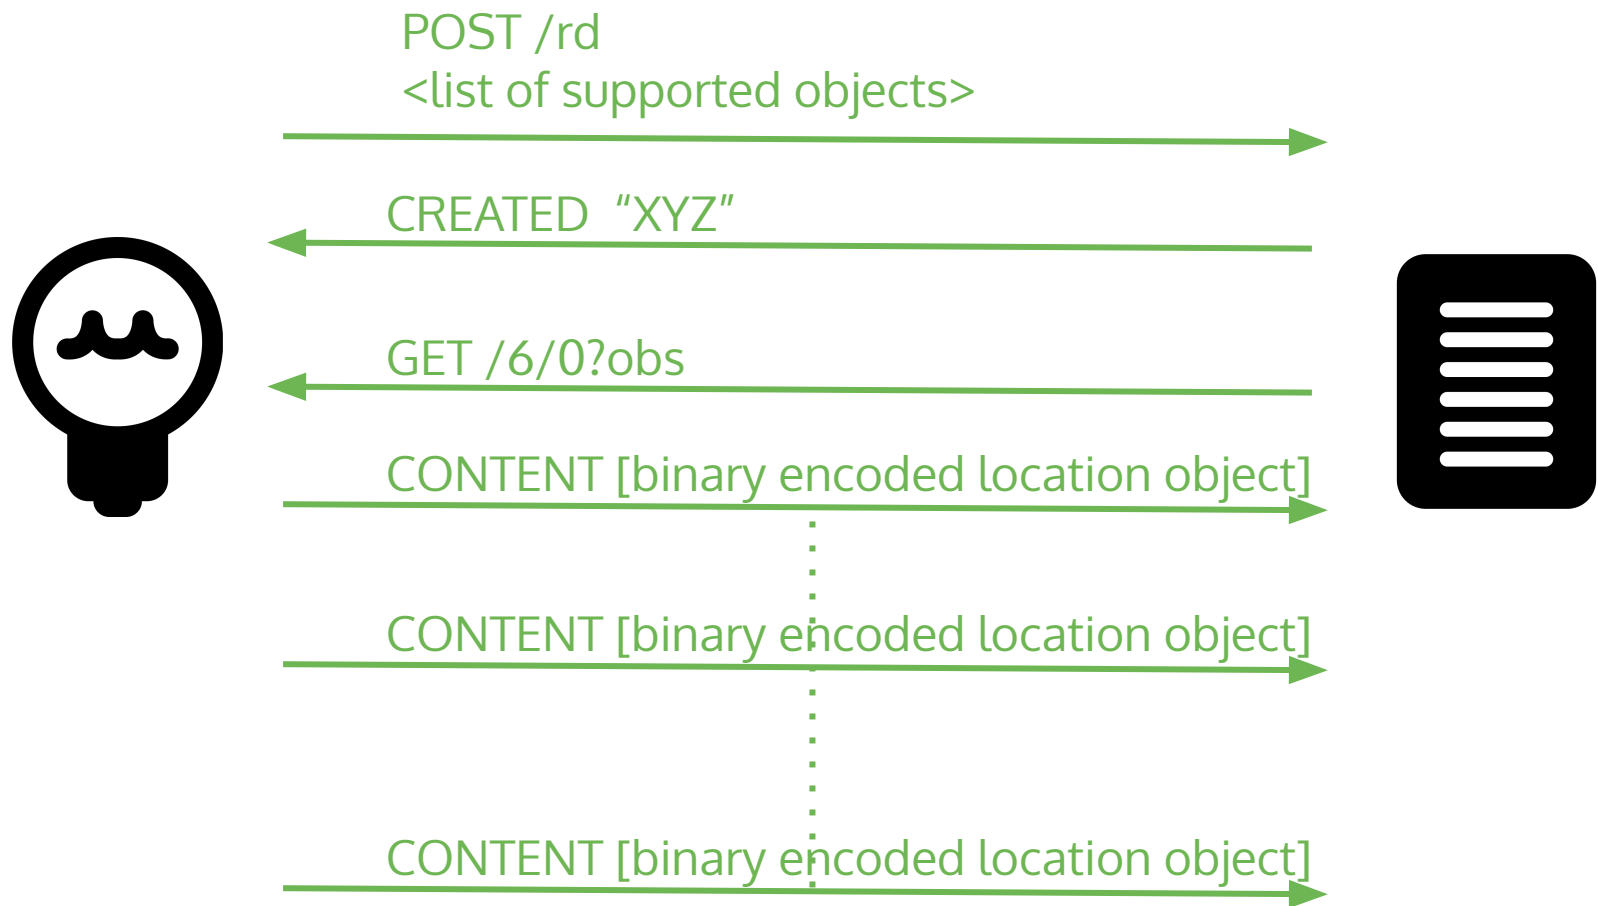 POST /rd
<list of supported objects>
CREATED “XYZ”
GET /6/0?obs
CONTENT [binary encoded location object]
CONTENT [binary encoded location object]
CONTENT [binary encoded location object]